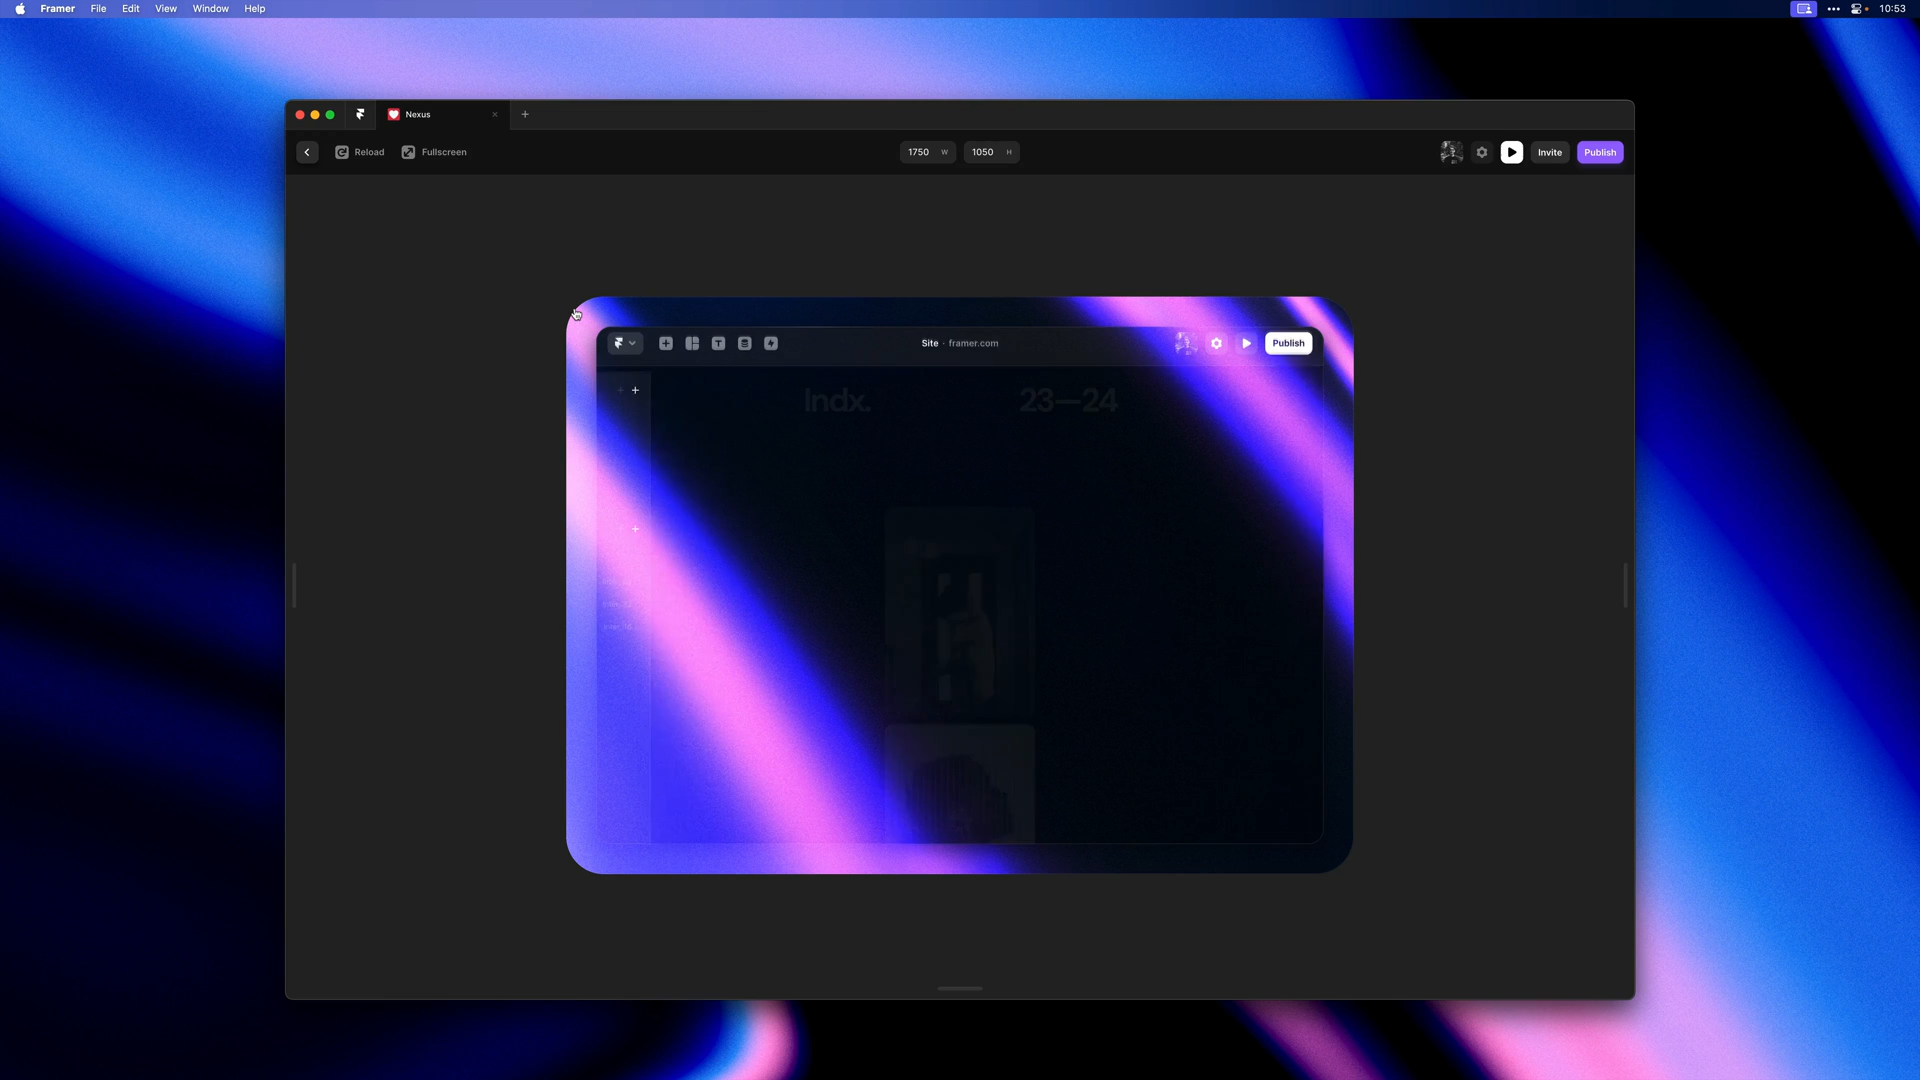 Framer File Edit View Window Help 10:53
Nexus
Reload Fullscreen 1750 W 1050 H Invite Publish
Site · framer.com Publish
Indx. 23—24